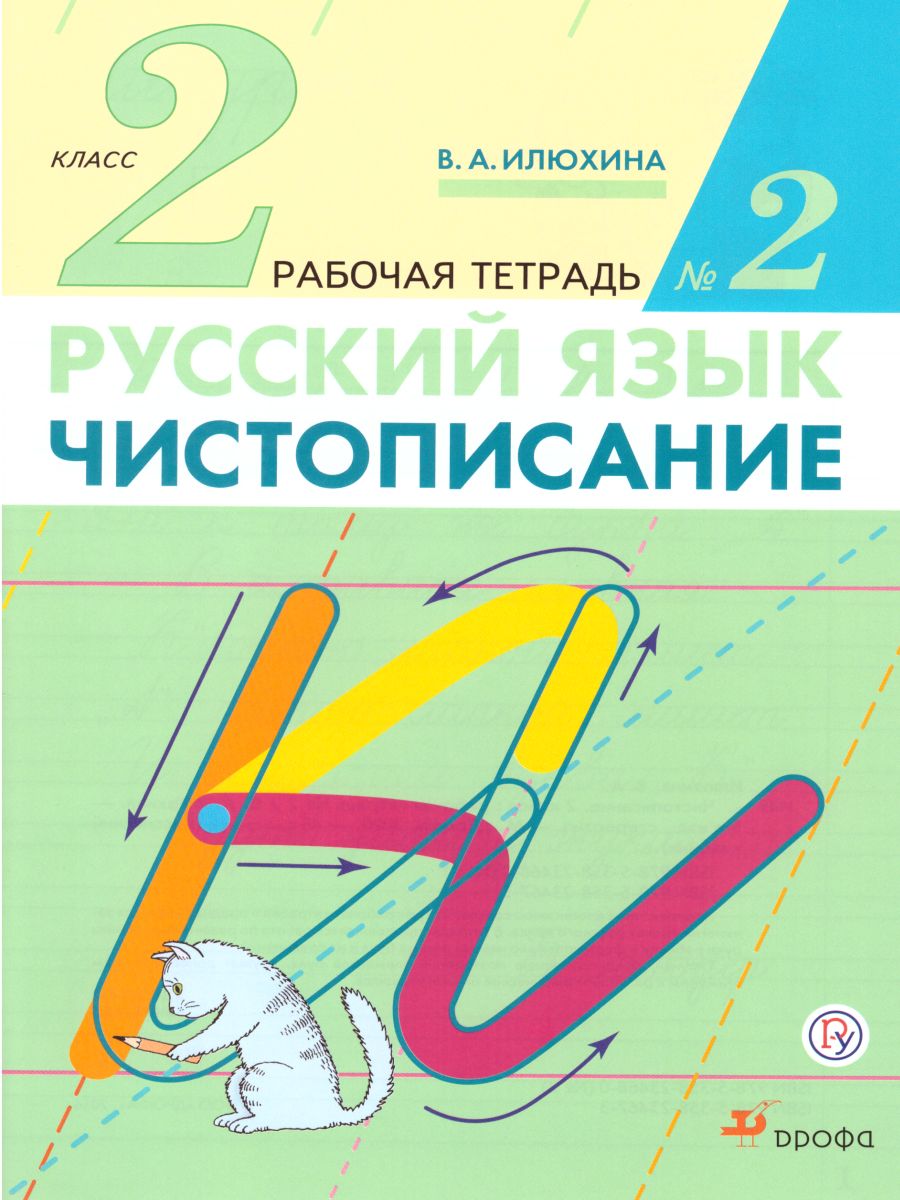 2
КЛАСС
В. А. ИЛЮХИНА
РАБОЧАЯ ТЕТРАДЬ
№ 2
РУССКИЙ ЯЗЫК
ЧИСТОПИСАНИЕ
р-у
дрофа